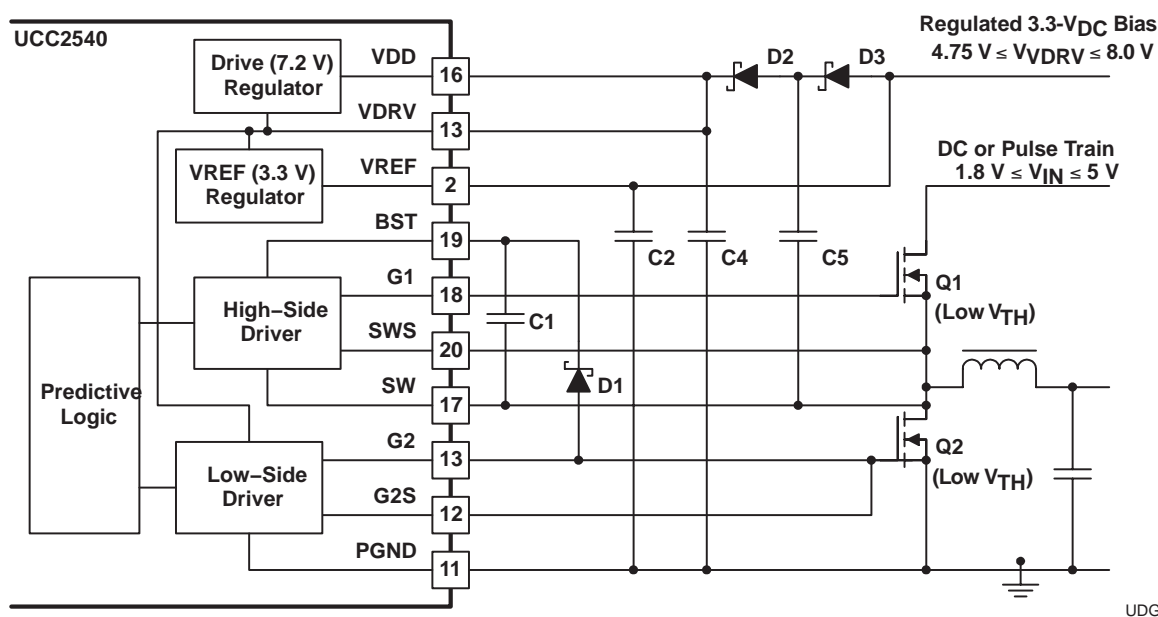 UCC2540
Drive (7.2 V)
Regulator
VDD
16
VDRV
13
VREF (3.3 V)
Regulator
VREF
2
BST
19
G1
18
High−Side
Driver
SWS
20
SW
17
Predictive
Logic
G2
13
Low−Side
Driver
G2S
12
PGND
11
C1
D1
C2
C4
C5
D2
D3
Regulated 3.3-VDC Bias
4.75 V ≤ VVDRV ≤ 8.0 V
DC or Pulse Train
1.8 V ≤ VIN ≤ 5 V
Q1
(Low VTH)
Q2
(Low VTH)
UDG